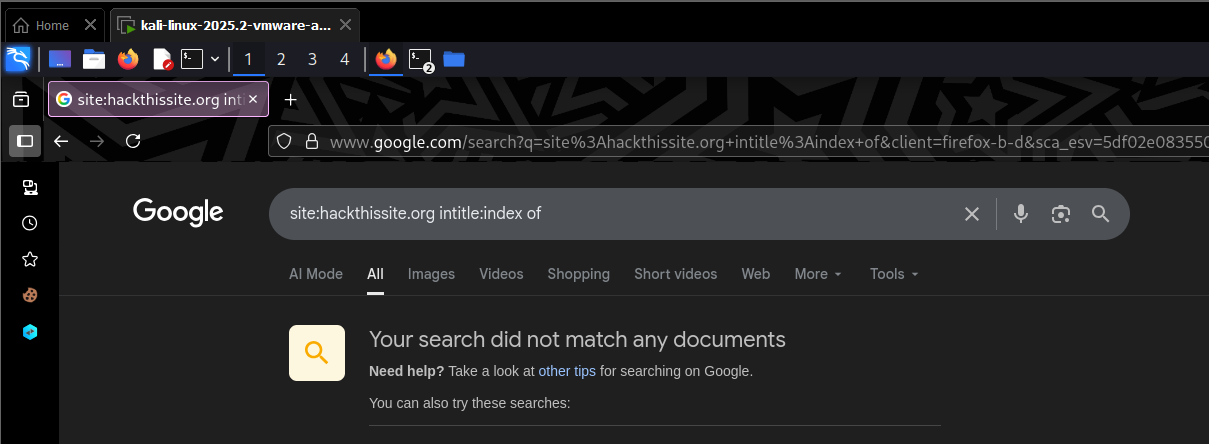 Home
kali-linux-2025.2-vmware-a...
1 2 3 4 2
site:hackthissite.org inti
www.google.com/search?q=site%3Ahackthissite.org+intitle%3Aindex+of&client=firefox-b-d&sca_esv=5df02e083550
Google
site:hackthissite.org intitle:index of
AI Mode All Images Videos Shopping Short videos Web More Tools
Your search did not match any documents
Need help? Take a look at other tips for searching on Google.
You can also try these searches: